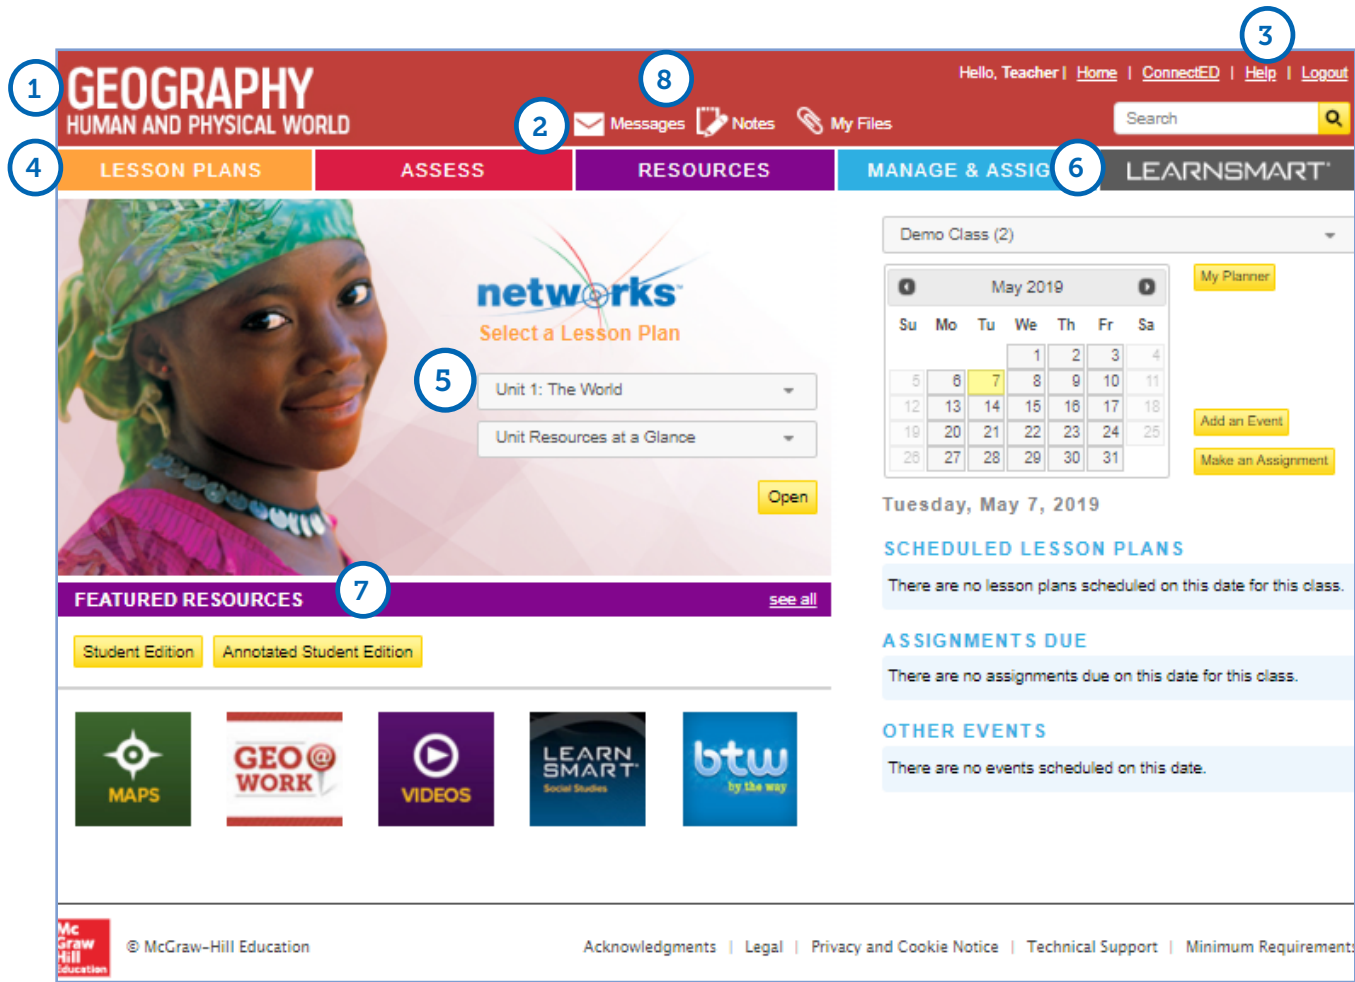 3
1
GEOGRAPHY
HUMAN AND PHYSICAL WORLD
8
Hello, Teacher | Home | ConnectED | Help | Logout
2
Messages
Notes
My Files
Search
4
LESSON PLANS
ASSESS
RESOURCES
MANAGE & ASSIG
6
LEARNSMART
networks
Select a Lesson Plan
5
Unit 1: The World
Unit Resources at a Glance
Open
Demo Class (2)
May 2019
My Planner
Su Mo Tu We Th Fr Sa
1 2 3 4
5 6 7 8 9 10 11
12 13 14 15 16 17 18
19 20 21 22 23 24 25
26 27 28 29 30 31
Add an Event
Make an Assignment
Tuesday, May 7, 2019
SCHEDULED LESSON PLANS
There are no lesson plans scheduled on this date for this class.
ASSIGNMENTS DUE
There are no assignments due on this date for this class.
OTHER EVENTS
There are no events scheduled on this date.
FEATURED RESOURCES
7
see all
Student Edition
Annotated Student Edition
MAPS
GEO@
WORK
VIDEOS
LEARN
SMART
Social Studies
btw
by the way
Mc
Graw
Hill
Education
© McGraw-Hill Education
Acknowledgments | Legal | Privacy and Cookie Notice | Technical Support | Minimum Requirements